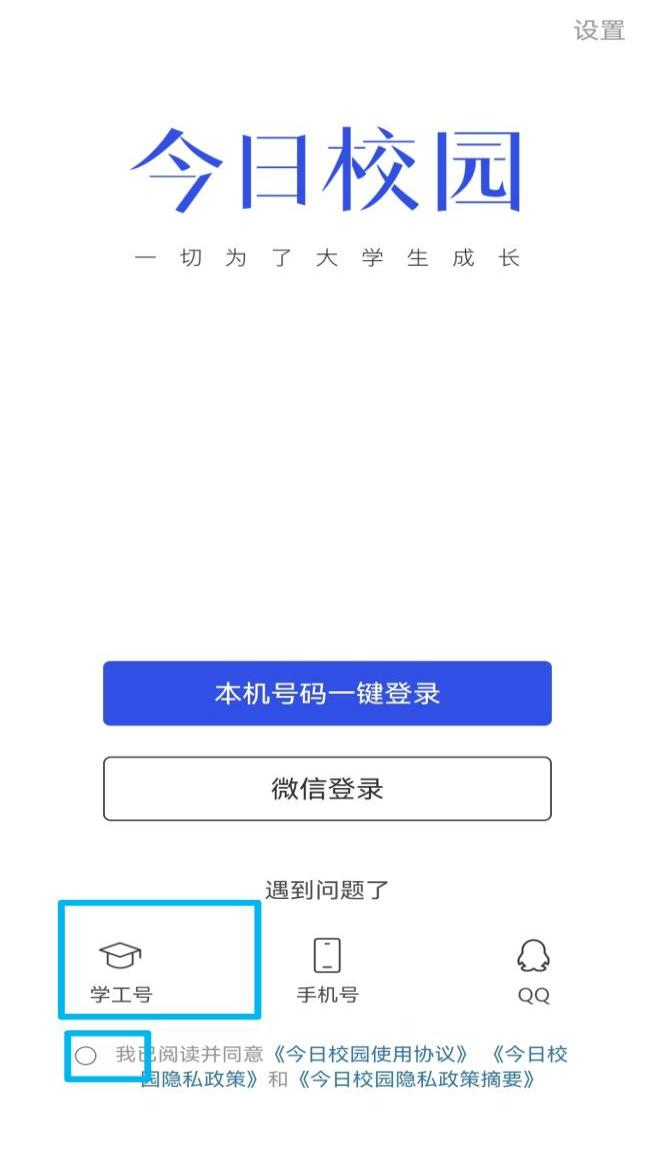 设置
今日校园
一切为了大学生成长
本机号码一键登录
微信登录
遇到问题了
学工号 手机号 QQ
我已阅读并同意《今日校园使用协议》《今日校
园隐私政策》和《今日校园隐私政策摘要》